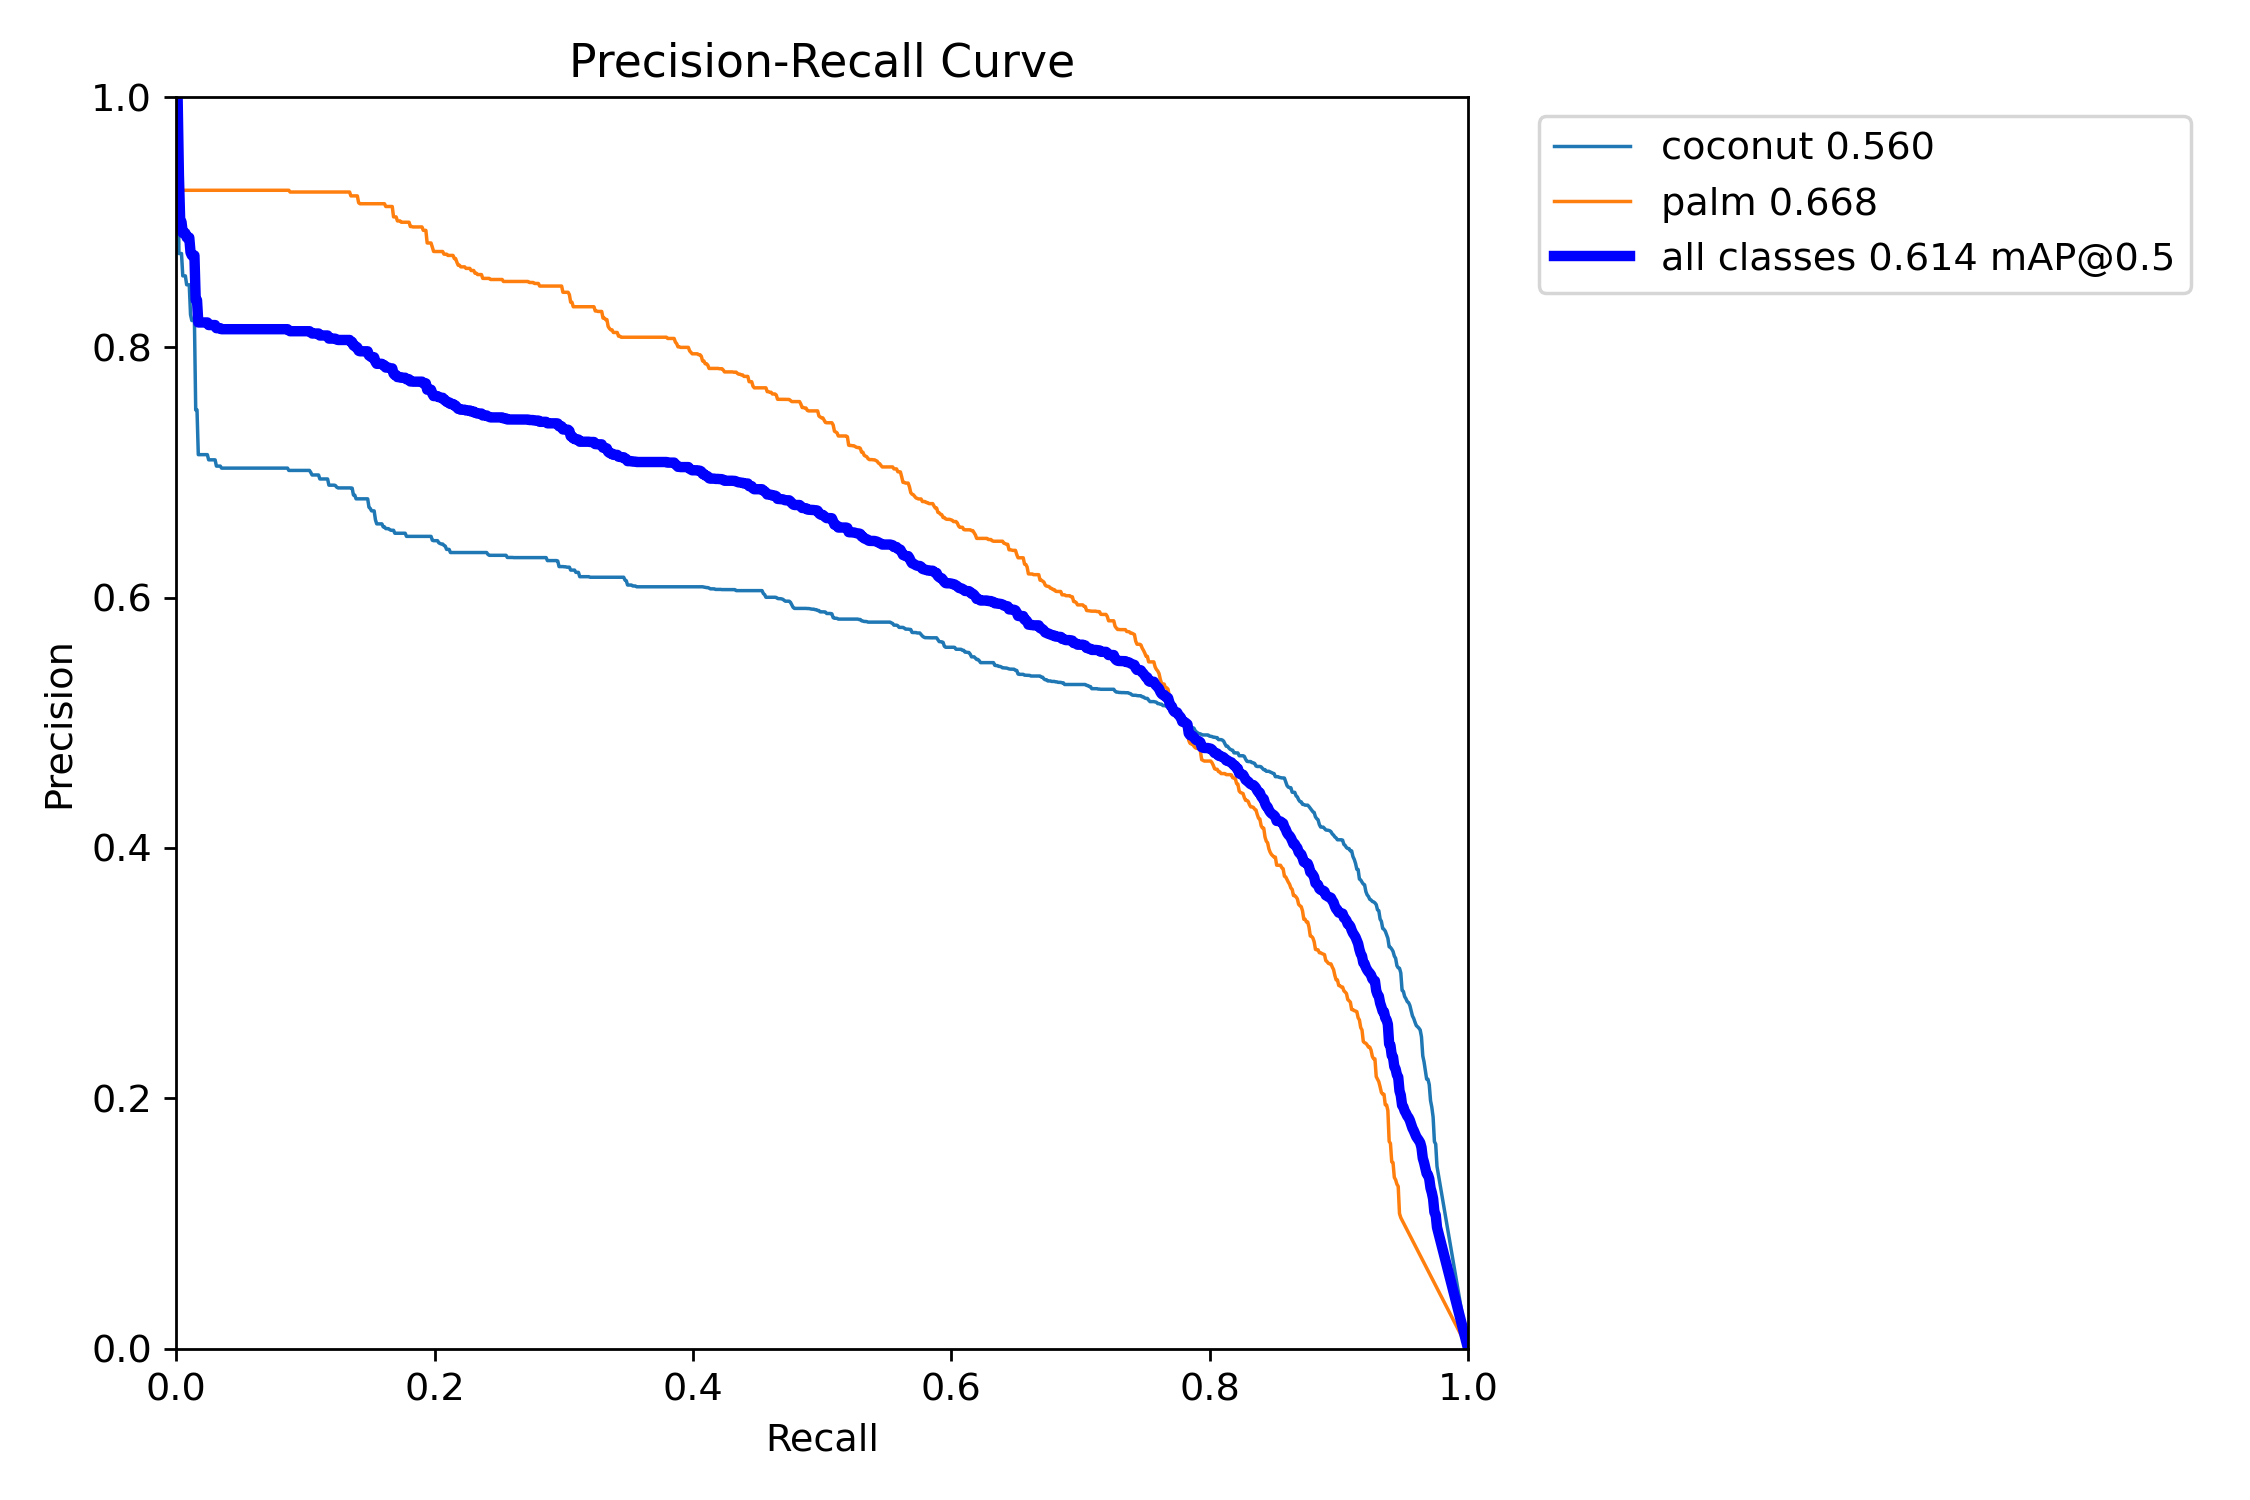 Precision-Recall Curve
coconut 0.560
palm 0.668
all classes 0.614 mAP@0.5
Precision
1.0
0.8
0.6
0.4
0.2
0.0
0.0 0.2 0.4 0.6 0.8 1.0
Recall